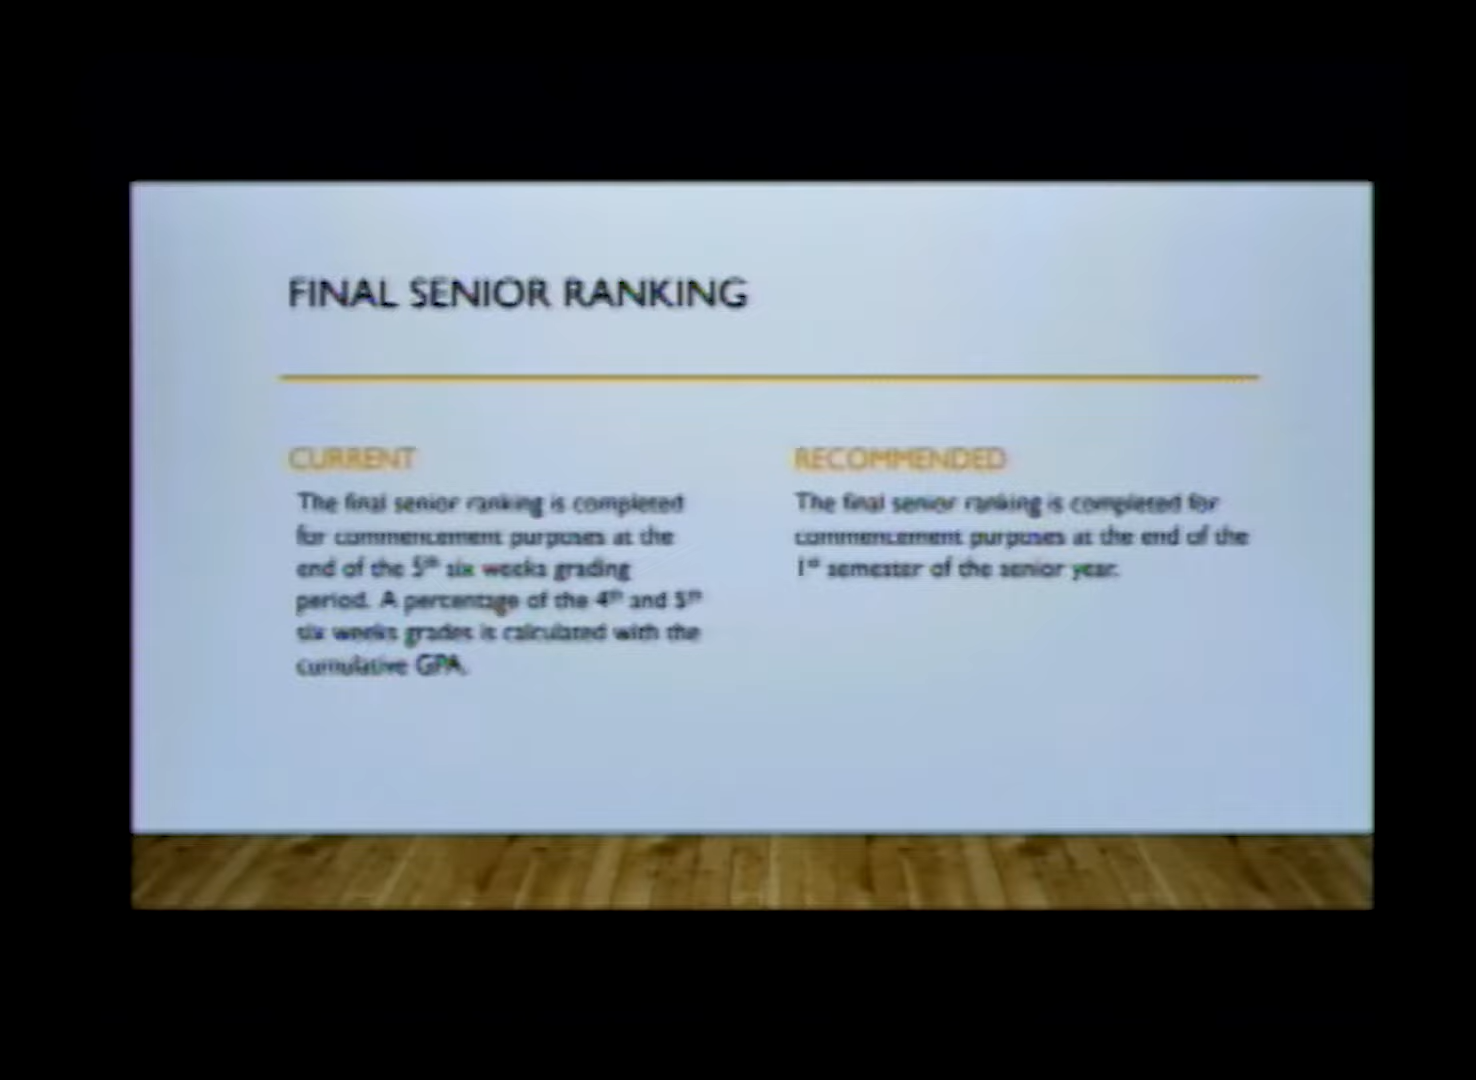 FINAL SENIOR RANKING
CURRENT
The final senior ranking is completed
for commencement purposes at the
end of the 5th six weeks grading
period. A percentage of the 4th and 5th
six weeks grades is calculated with the
cumulative GPA.
RECOMMENDED
The final senior ranking is completed for
commencement purposes at the end of the
1st semester of the senior year.